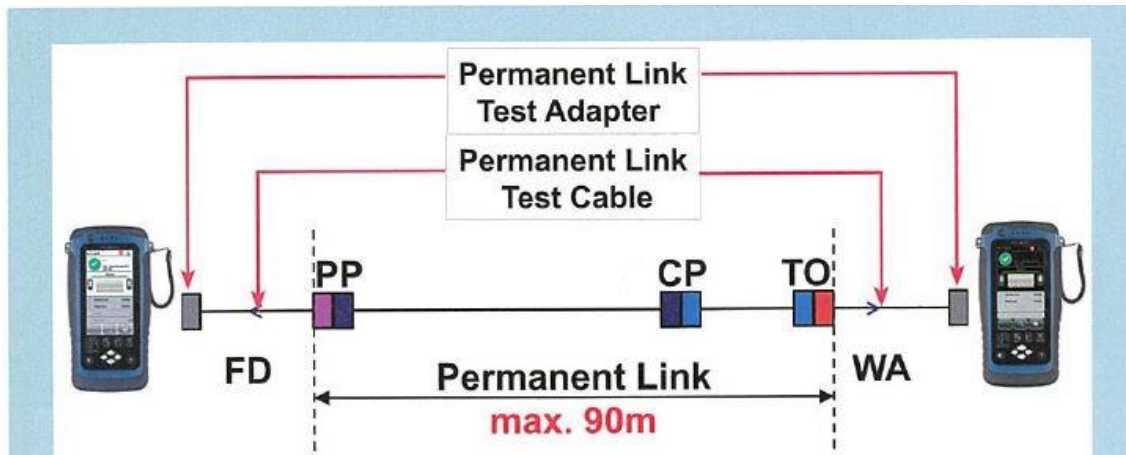 Permanent Link
Test Adapter
Permanent Link
Test Cable
PP
CP
TO
FD
Permanent Link
WA
max. 90m